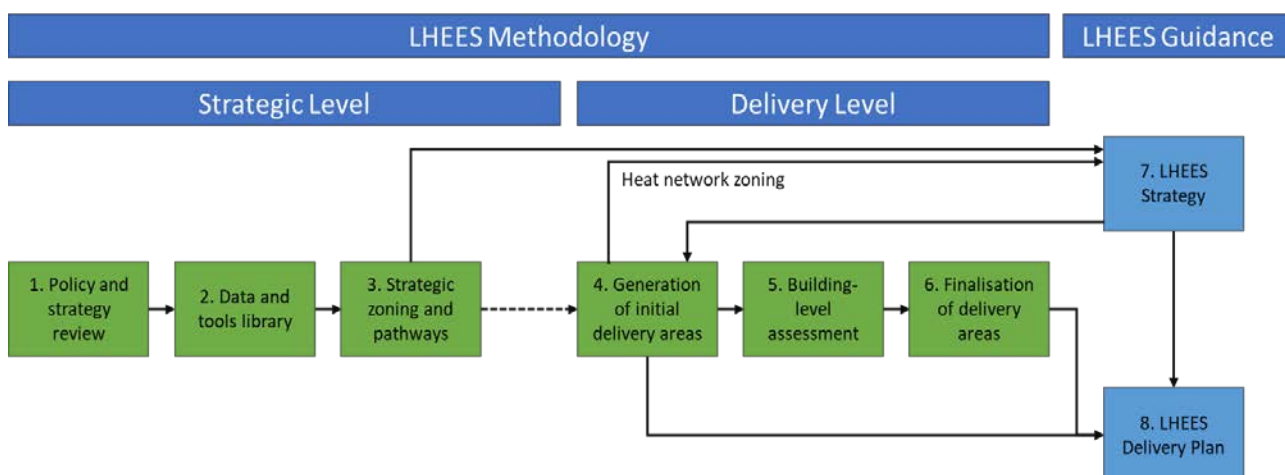 LHEES Methodology
LHEES Guidance
Strategic Level
Delivery Level
Heat network zoning
7. LHEES
Strategy
1. Policy and
strategy
review
2. Data and
tools library
3. Strategic
zoning and
pathways
4. Generation
of initial
delivery areas
5. Building-
level
assessment
6. Finalisation
of delivery
areas
8. LHEES
Delivery Plan